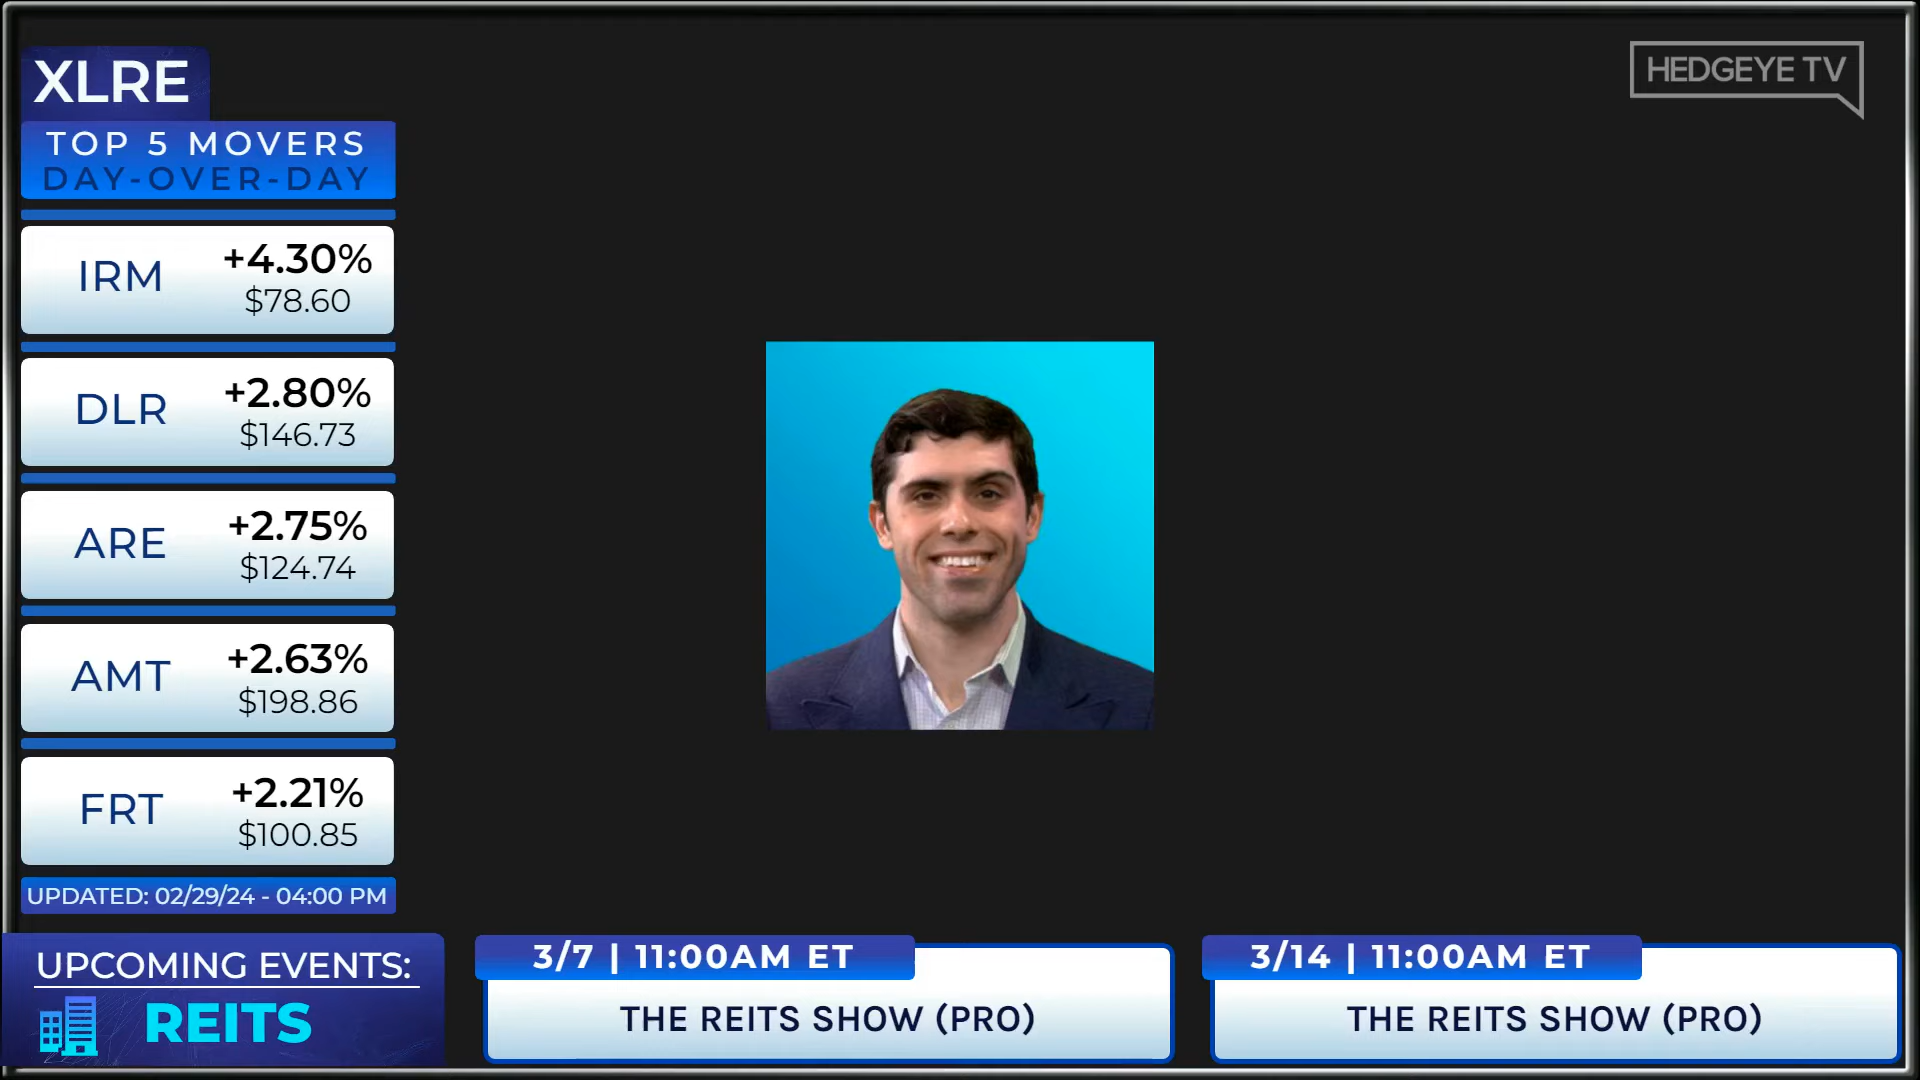 XLRE
HEDGEYE TV
TOP 5 MOVERS
DAY-OVER-DAY
IRM
+4.30%
$78.60
DLR
+2.80%
$146.73
ARE
+2.75%
$124.74
AMT
+2.63%
$198.86
FRT
+2.21%
$100.85
UPDATED: 02/29/24 - 04:00 PM
UPCOMING EVENTS:
REITS
3/7 | 11:00AM ET
THE REITS SHOW (PRO)
3/14 | 11:00AM ET
THE REITS SHOW (PRO)